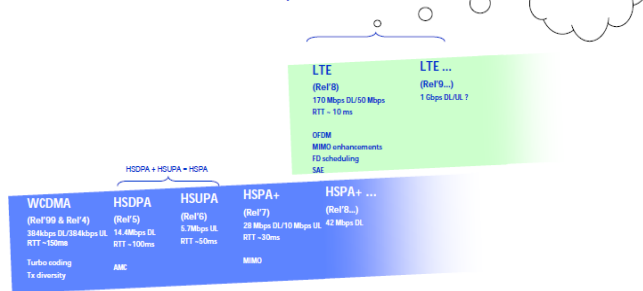 LTE
(Rel'8)
170 Mbps DL/50 Mbps
RTT ~ 10 ms
OFDM
MIMO enhancements
FD scheduling
SAE
LTE ...
(Rel'9...)
1 Gbps DL/UL ?
HSDPA + HSUPA = HSPA
WCDMA
(Rel'99 & Rel'4)
384kbps DL/384kbps UL
RTT ~150ms
Turbo coding
Tx diversity
HSDPA
(Rel'5)
14.4Mbps DL
RTT ~100ms
AMC
HSUPA
(Rel'6)
5.7Mbps UL
RTT ~50ms
HSPA+
(Rel'7)
28 Mbps DL/10 Mbps UL
RTT ~30ms
MIMO
HSPA+ ...
(Rel'8...)
42 Mbps DL